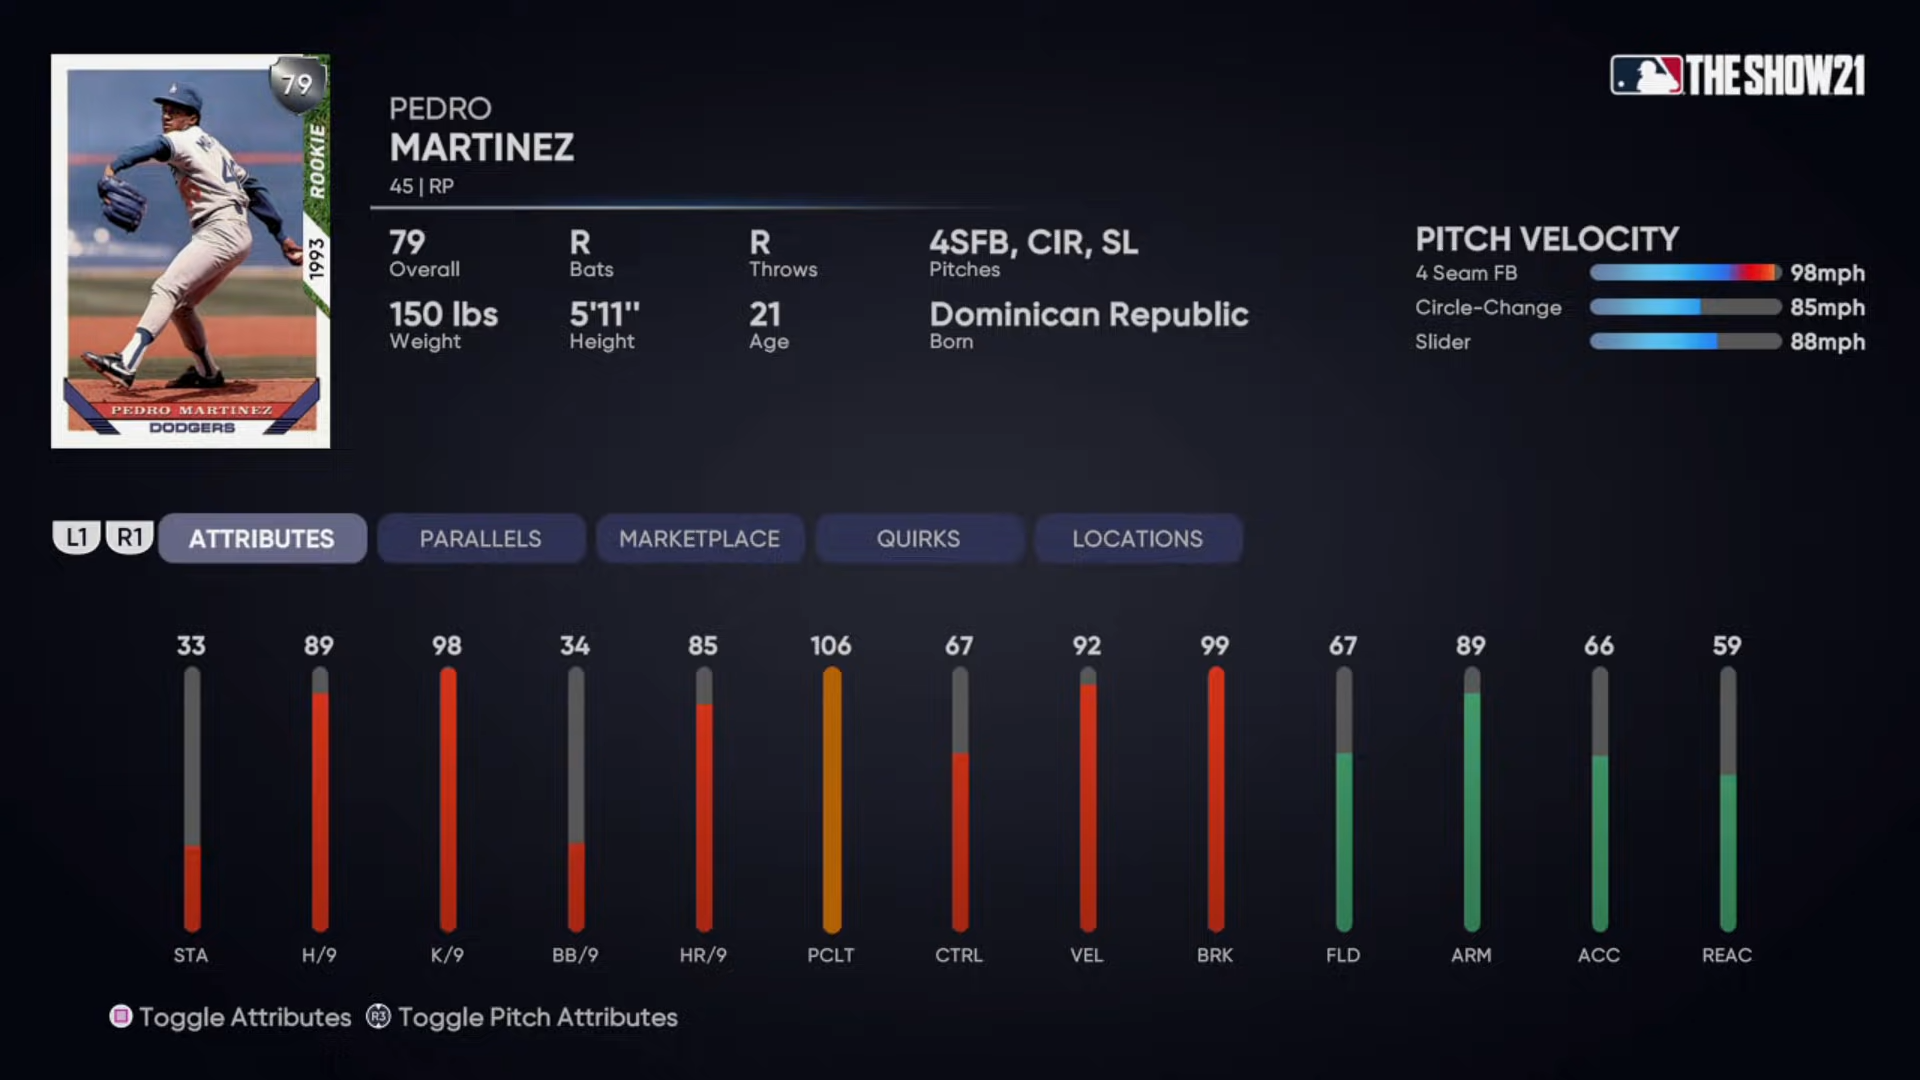 79
ROOKIE
1993
PEDRO MARTINEZ
DODGERS
PEDRO
MARTINEZ
45 | RP
THE SHOW21
79 R R 4SFB, CIR, SL
Overall Bats Throws Pitches
150 lbs 5'11" 21 Dominican Republic
Weight Height Age Born
PITCH VELOCITY
4 Seam FB 98mph
Circle-Change 85mph
Slider 88mph
L1 R1 ATTRIBUTES PARALLELS MARKETPLACE QUIRKS LOCATIONS
33 89 98 34 85 106 67 92 99 67 89 66 59
STA H/9 K/9 BB/9 HR/9 PCLT CTRL VEL BRK FLD ARM ACC REAC
Toggle Attributes R3 Toggle Pitch Attributes